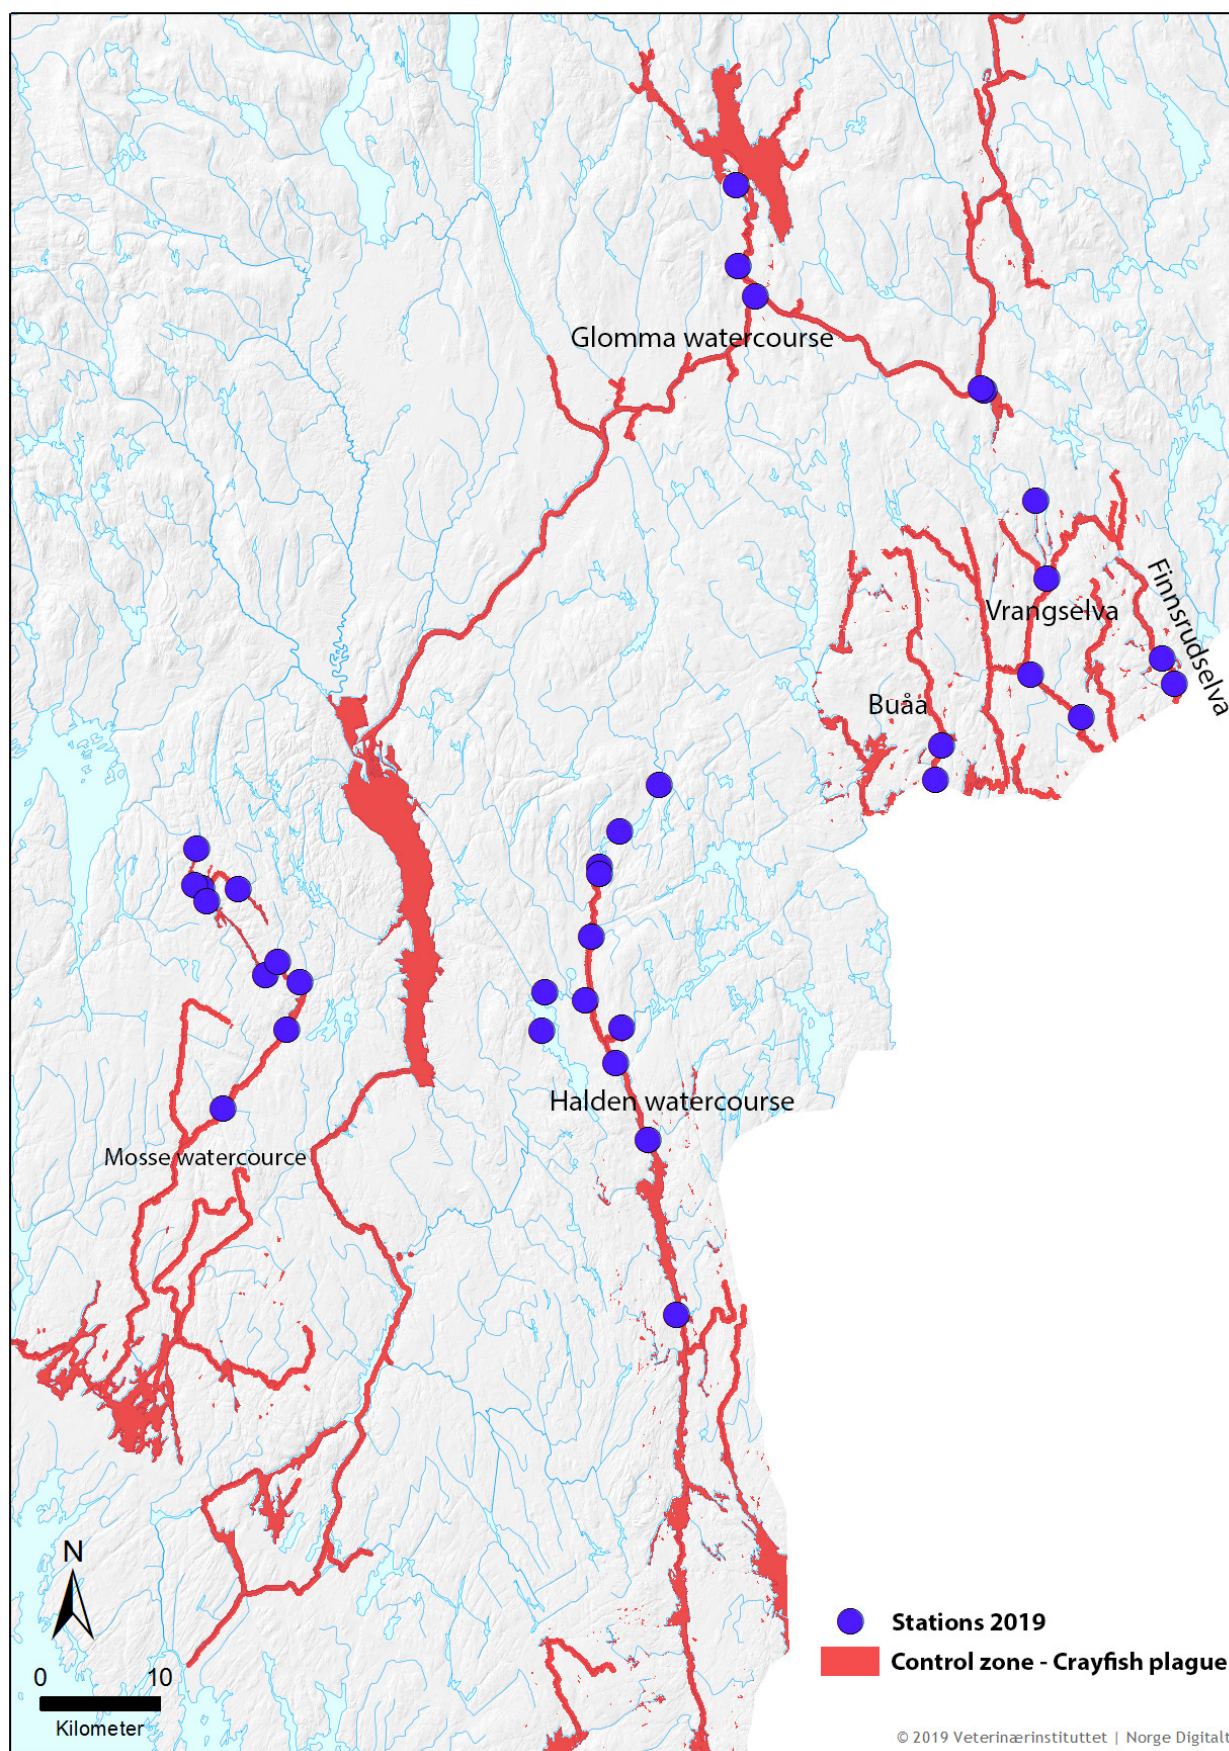 Glomma watercourse
Finnsrudselva
Vrangselva
Buåa
Halden watercourse
Mosse watercource
N
0 10
Kilometer
Stations 2019
Control zone - Crayfish plague
© 2019 Veterinærinstituttet | Norge Digitalt